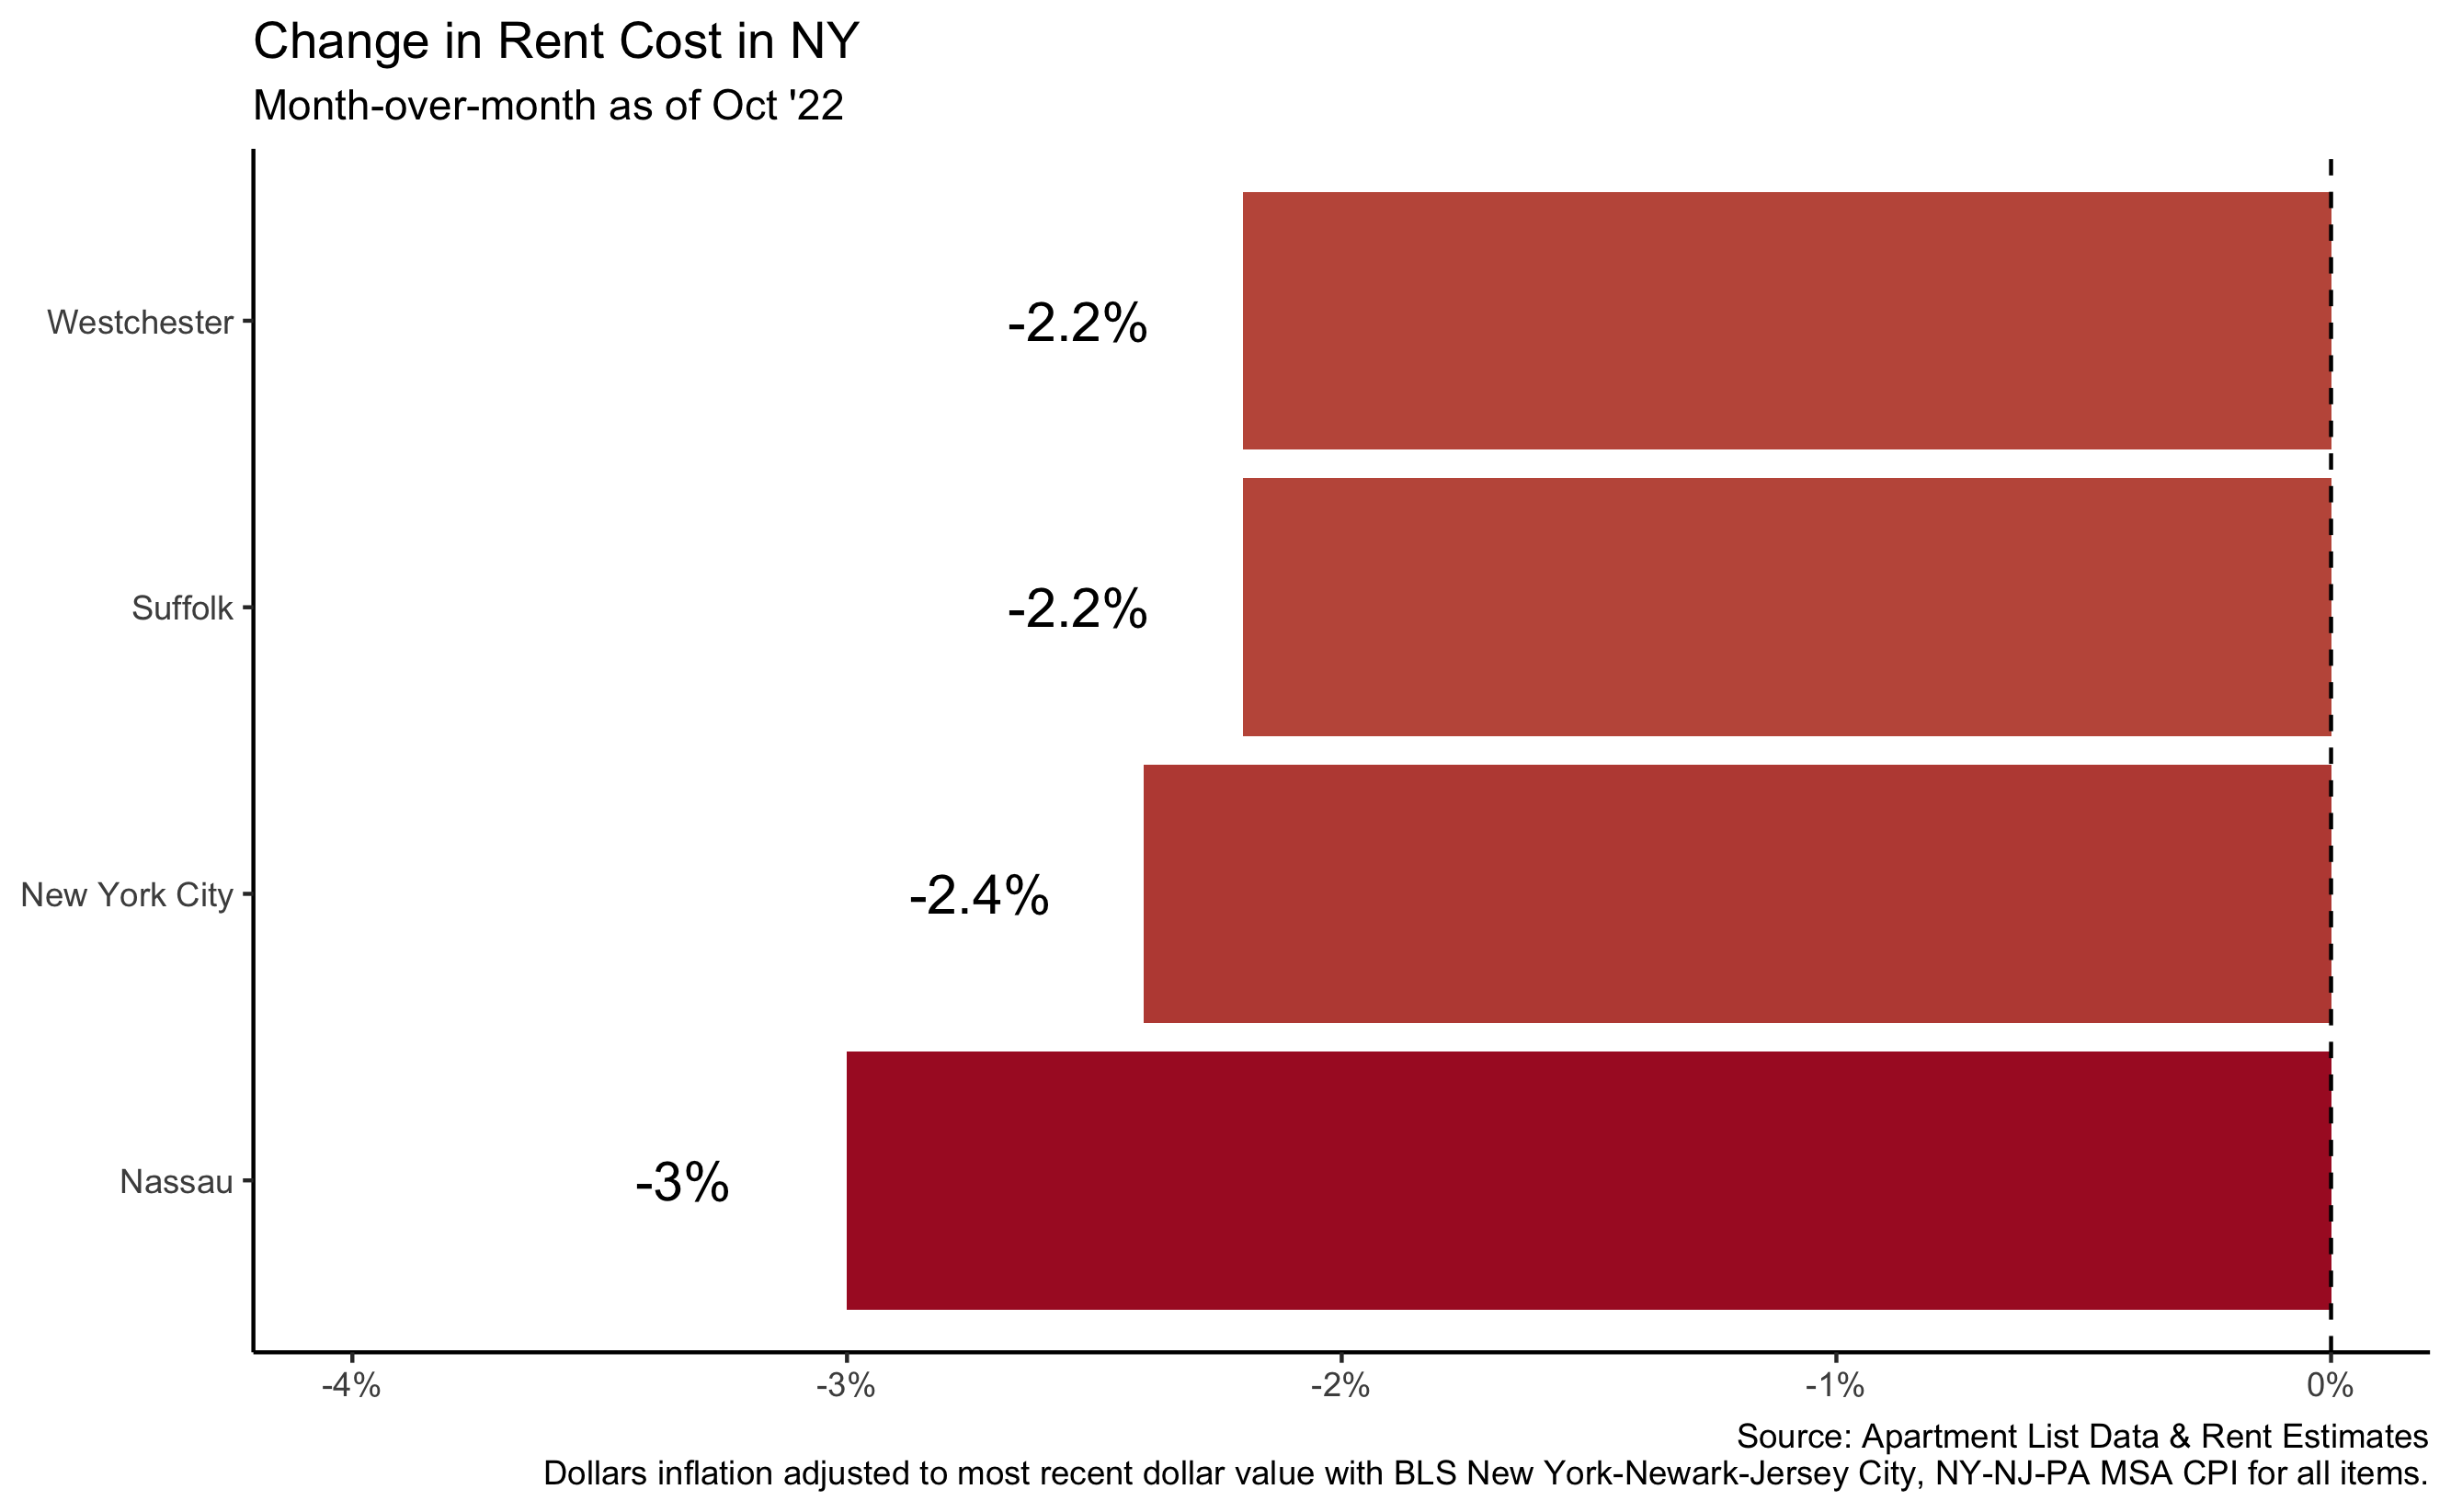 Change in Rent Cost in NY
Month-over-month as of Oct '22
Westchester
-2.2%
Suffolk
-2.2%
New York City
-2.4%
Nassau
-3%
-4%
-3%
-2%
-1%
0%
Source: Apartment List Data & Rent Estimates
Dollars inflation adjusted to most recent dollar value with BLS New York-Newark-Jersey City, NY-NJ-PA MSA CPI for all items.